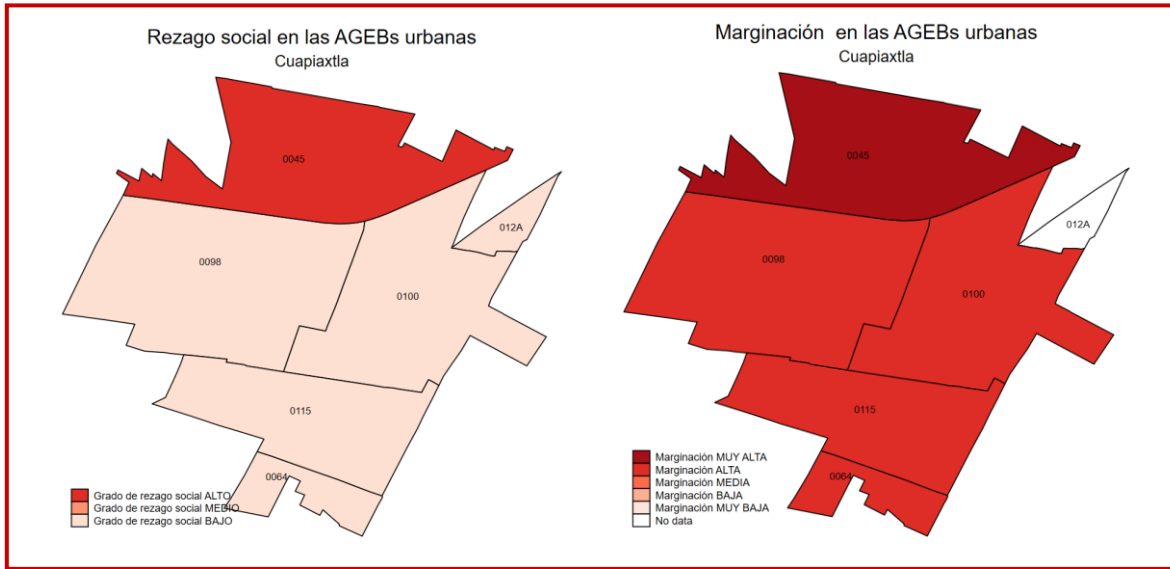 Rezago social en las AGEBs urbanas
Cuapiaxtla
0045
012A
0098
0100
0115
0064
Grado de rezago social ALTO
Grado de rezago social MEDIO
Grado de rezago social BAJO
Marginación en las AGEBs urbanas
Cuapiaxtla
0045
012A
0098
0100
0115
0064
Marginación MUY ALTA
Marginación ALTA
Marginación MEDIA
Marginación BAJA
Marginación MUY BAJA
No data